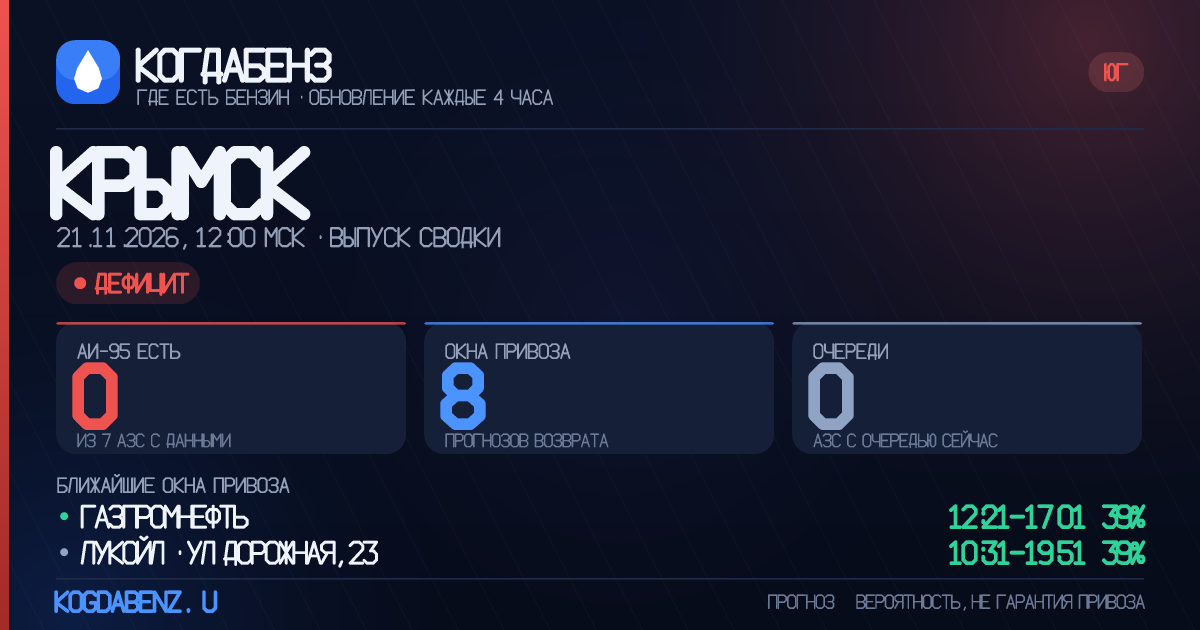 КОГДАБЕНЗ
ГДЕ ЕСТЬ БЕНЗИН · ОБНОВЛЕНИЕ КАЖДЫЕ 4 ЧАСА
ЮГ
КРЫМСК
21.11.2026, 12:00 МСК · ВЫПУСК СВОДКИ
ДЕФИЦИТ
АИ-95 ЕСТЬ
0
ИЗ 7 АЗС С ДАННЫМИ
ОКНА ПРИВОЗА
8
ПРОГНОЗОВ ВОЗВРАТА
ОЧЕРЕДИ
0
АЗС С ОЧЕРЕДЬЮ СЕЙЧАС
БЛИЖАЙШИЕ ОКНА ПРИВОЗА
• ГАЗПРОМНЕФТЬ 12:21–17:01 39%
• ЛУКОЙЛ · УЛ ДОРОЖНАЯ, 23 10:31–19:51 39%
KOGDABENZ. U
ПРОГНОЗ ВЕРОЯТНОСТЬ, НЕ ГАРАНТИЯ ПРИВОЗА